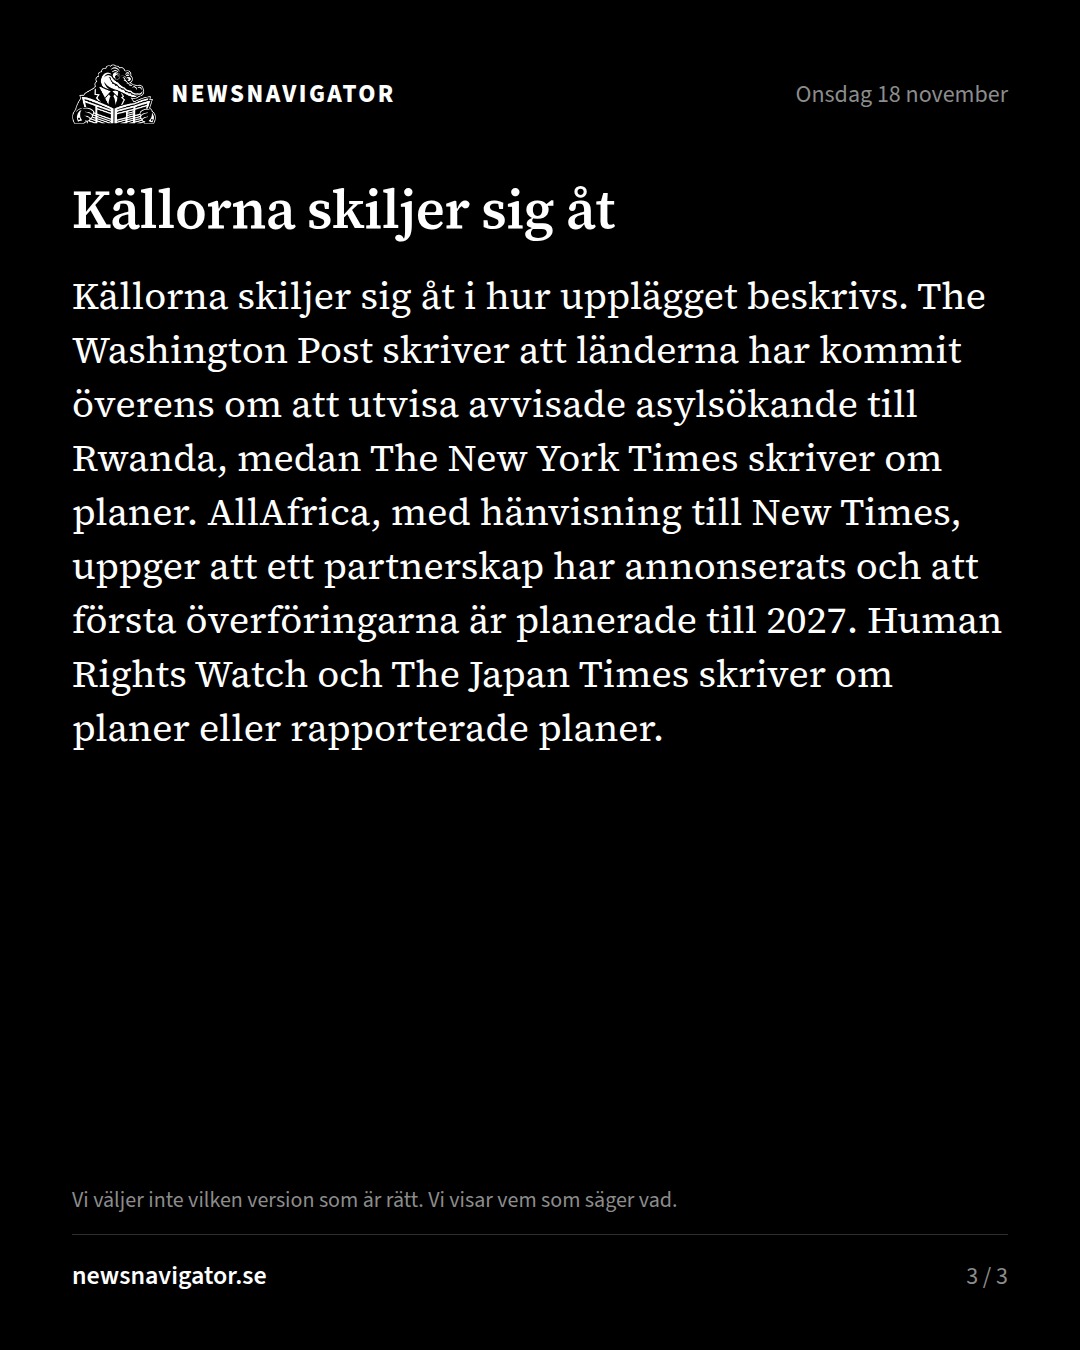 NEWSNAVIGATOR
Onsdag 18 november
Källorna skiljer sig åt
Källorna skiljer sig åt i hur upplägget beskrivs. The
Washington Post skriver att länderna har kommit
överens om att utvisa avvisade asylsökande till
Rwanda, medan The New York Times skriver om
planer. AllAfrica, med hänvisning till New Times,
uppger att ett partnerskap har annonserats och att
första överföringarna är planerade till 2027. Human
Rights Watch och The Japan Times skriver om
planer eller rapporterade planer.
Vi väljer inte vilken version som är rätt. Vi visar vem som säger vad.
newsnavigator.se
3 / 3